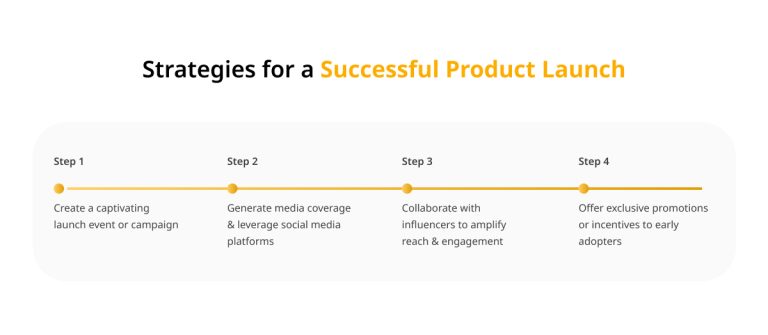 Strategies for a Successful Product Launch
Step 1
Create a captivating
launch event or campaign
Step 2
Generate media coverage
& leverage social media
platforms
Step 3
Collaborate with
influencers to amplify
reach & engagement
Step 4
Offer exclusive promotions
or incentives to early
adopters